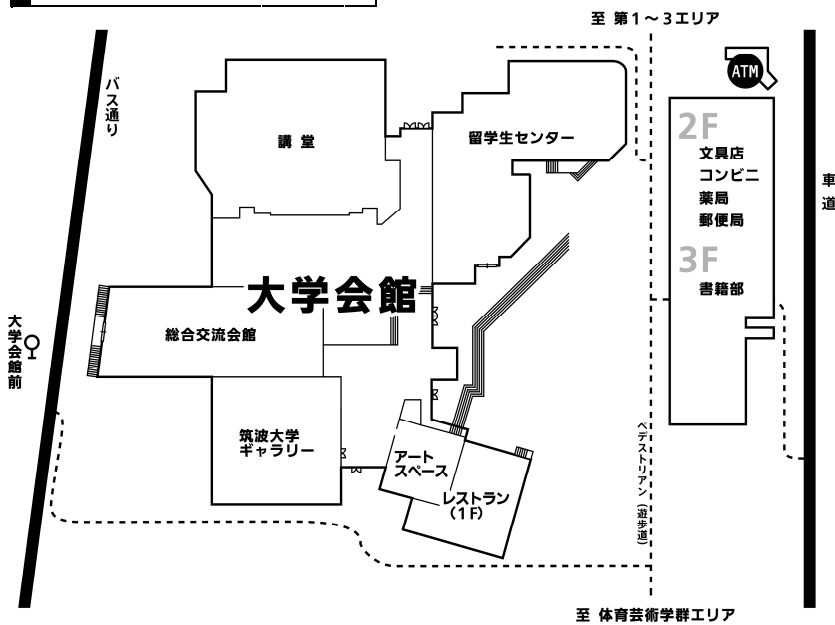 至 第1〜3エリア
バス通り
ATM
講 堂
留学生センター
2F
文具店
コンビニ
薬局
郵便局
3F
書籍部
車道
大学会館
総合交流会館
大学会館前
筑波大学
ギャラリー
アート
スペース
レストラン
(1F)
ペデストリアン(遊歩道)
至 体育芸術学群エリア